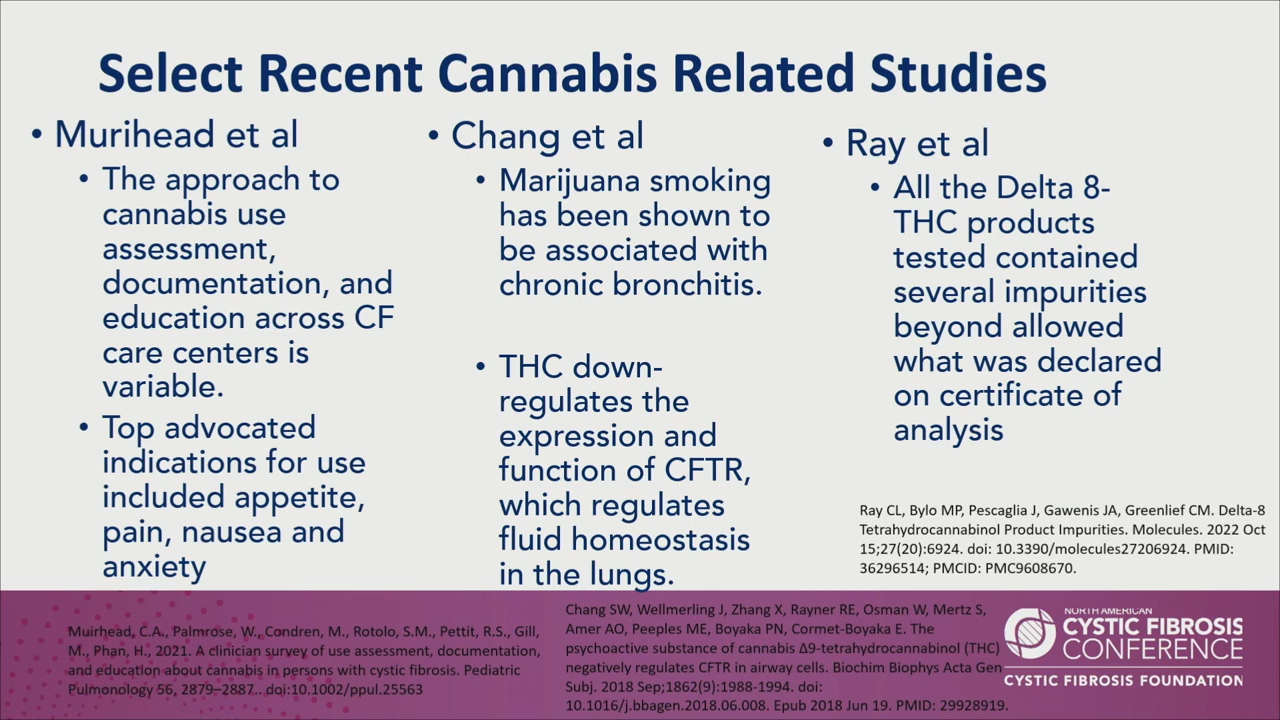 Select Recent Cannabis Related Studies
• Murihead et al
• The approach to
cannabis use
assessment,
documentation, and
education across CF
care centers is
variable.
• Top advocated
indications for use
included appetite,
pain, nausea and
anxiety
• Chang et al
• Marijuana smoking
has been shown to
be associated with
chronic bronchitis.
• THC down-
regulates the
expression and
function of CFTR,
which regulates
fluid homeostasis
in the lungs.
• Ray et al
• All the Delta 8-
THC products
tested contained
several impurities
beyond allowed
what was declared
on certificate of
analysis
Ray CL, Bylo MP, Pescaglia J, Gawenis JA, Greenlief CM. Delta-8
Tetrahydrocannabinol Product Impurities. Molecules. 2022 Oct
15;27(20):6924. doi: 10.3390/molecules27206924. PMID:
36296514; PMCID: PMC9608670.
Muirhead, C.A., Palmrose, W., Condren, M., Rotolo, S.M., Pettit, R.S., Gill,
M., Phan, H., 2021. A clinician survey of use assessment, documentation,
and education about cannabis in persons with cystic fibrosis. Pediatric
Pulmonology 56, 2879–2887.. doi:10.1002/ppul.25563
Chang SW, Wellmerling J, Zhang X, Rayner RE, Osman W, Mertz S,
Amer AO, Peeples ME, Boyaka PN, Cormet-Boyaka E. The
psychoactive substance of cannabis Δ9-tetrahydrocannabinol (THC)
negatively regulates CFTR in airway cells. Biochim Biophys Acta Gen
Subj. 2018 Sep;1862(9):1988-1994. doi:
10.1016/j.bbagen.2018.06.008. Epub 2018 Jun 19. PMID: 29928919.
NORTH AMERICAN
CYSTIC FIBROSIS
CONFERENCE
CYSTIC FIBROSIS FOUNDATION